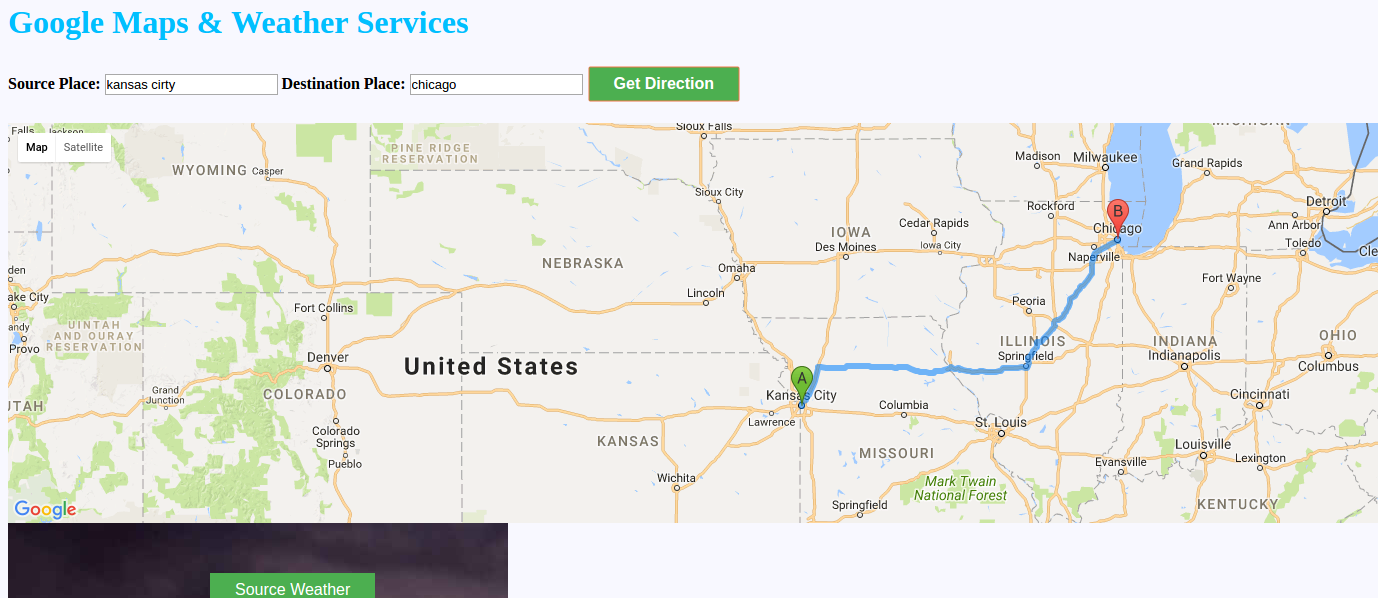 Google Maps & Weather Services
Source Place: kansas cirty Destination Place: chicago Get Direction
Map Satellite
Falls
Jackson
Sioux Falls
MICHIGAN
PINE RIDGE
RESERVATION
Madison
Milwaukee
Grand Rapids
WYOMING
Casper
Sioux City
Rockford
Detroit
B
Chicago
Cedar Rapids
Ann Arbor
IOWA
Des Moines
Iowa City
Toledo
Cle
Naperville
NEBRASKA
Omaha
den
Fort Wayne
Lincoln
ake City
Peoria
Fort Collins
andy
UINTAH
AND OURAY
RESERVATION
Provo
ILLINOIS
INDIANA
OHIO
Springfield
Indianapolis
Columbus
Denver
United States
A
Kansas City
Grand
Junction
COLORADO
UTAH
Columbia
Cincinnati
Lawrence
St. Louis
Colorado
Springs
KANSAS
Louisville
MISSOURI
Lexington
Evansville
Pueblo
Wichita
Mark Twain
National Forest
Springfield
KENTUCKY
Google
Source Weather